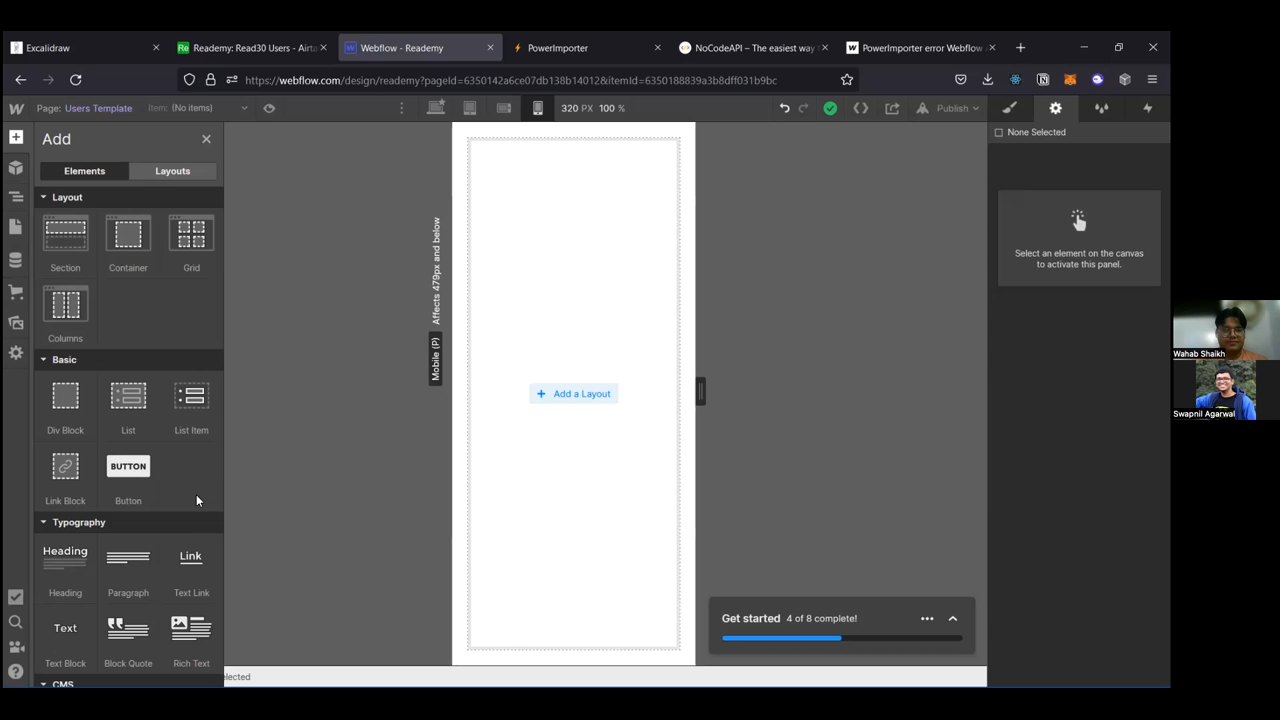 Excalidraw
Reademy: Read30 Users - Airta
Webflow - Reademy
PowerImporter
NoCodeAPI – The easiest way
PowerImporter error Webflow
https://webflow.com/design/reademy?pageId=6350142a6ce07db138b14012&itemId=6350188839a3b8dff031b9bc
Page: Users Template
Item: (No items)
320 PX 100 %
Publish
Add
None Selected
Elements
Layouts
Layout
Section
Container
Grid
Columns
Select an element on the canvas
to activate this panel
Affects 479px and below
Mobile (P)
Basic
Add a Layout
Div Block
List
List Item
BUTTON
Link Block
Button
Typography
Heading
Link
Heading
Paragraph
Text Link
Text
Text Block
Block Quote
Rich Text
CMS
Get started 4 of 8 complete!
elected
Wahab Shaikh
Swapnil Agarwal